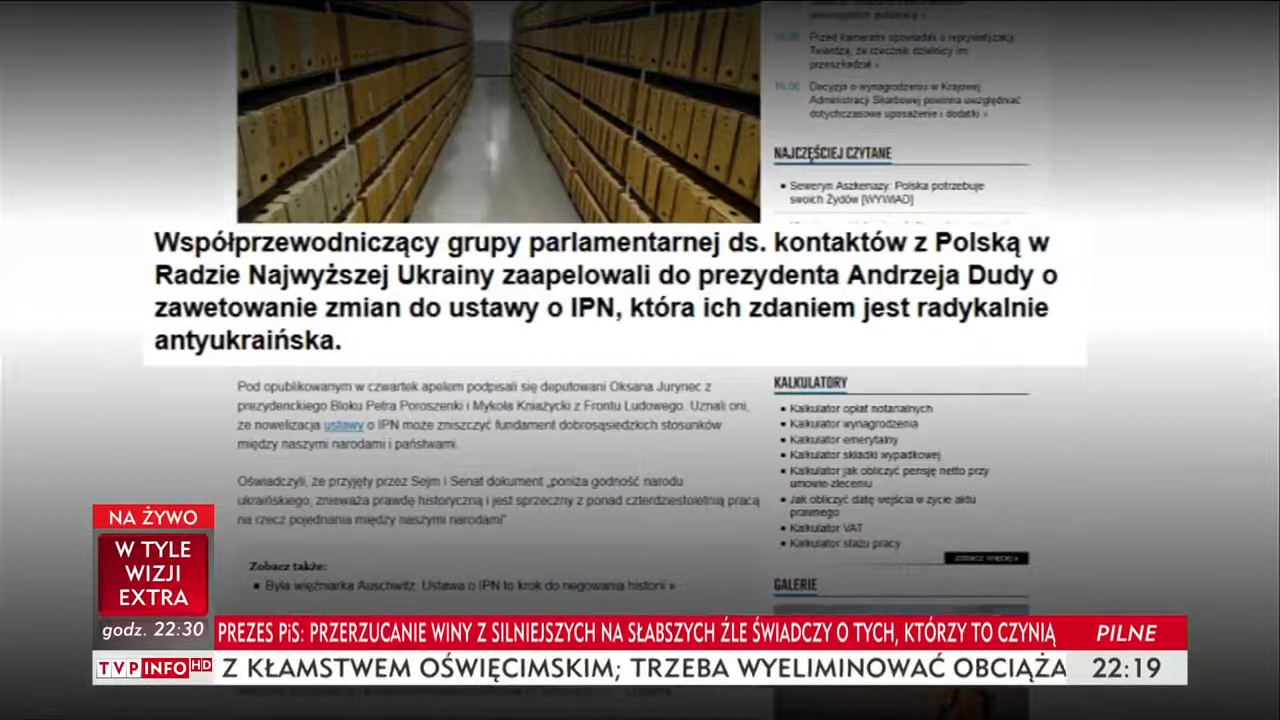 przeszkadzał »
Przed kamerami opowiadali o reprywatyzacji.
Twierdzą, że rzecznik dzielnicy im
16:00 Decyzja o wynagrodzeniu w Krajowej
Administracji Skarbowej powinna uwzględniać
dotychczasowe uposażenie i dodatki »
NAJCZĘŚCIEJ CZYTANE
Seweryn Aszkenazy: Polska potrzebuje
swoich Żydów [WYWIAD]
Współprzewodniczący grupy parlamentarnej ds. kontaktów z Polską w
Radzie Najwyższej Ukrainy zaapelowali do prezydenta Andrzeja Dudy o
zawetowanie zmian do ustawy o IPN, która ich zdaniem jest radykalnie
antyukraińska.
Pod opublikowanym w czwartek apelem podpisali się deputowani Oksana Jurynec z
prezydenckiego Bloku Petra Poroszenki i Mykoła Kniażycki z Frontu Ludowego. Uznali oni,
że nowelizacja ustawy o IPN może zniszczyć fundament dobrosąsiedzkich stosunków
między naszymi narodami i państwami.
Oświadczyli, że przyjęty przez Sejm i Senat dokument „poniża godność narodu
ukraińskiego, znieważa prawdę historyczną i jest sprzeczny z ponad czterdziestoletnią pracą
na rzecz pojednania między naszymi narodami"
Zobacz także:
Była więźniarka Auschwitz: Ustawa o IPN to krok do negowania historii »
KALKULATORY
Kalkulator opłat notarialnych
Kalkulator wynagrodzenia
Kalkulator emerytalny
Kalkulator składki wypadkowej
Kalkulator jak obliczyć pensję netto przy
umowie-zleceniu
Jak obliczyć datę wejścia w życie aktu
prawnego
Kalkulator VAT
Kalkulator stażu pracy
zobacz więcej »
GALERIE
NA ŻYWO
W TYLE
WIZJI
EXTRA
godz. 22:30
PREZES PiS: PRZERZUCANIE WINY Z SILNIEJSZYCH NA SŁABSZYCH ŹLE ŚWIADCZY O TYCH, KTÓRZY TO CZYNIĄ
PILNE
TVP INFO HD
Z KŁAMSTWEM OŚWIĘCIMSKIM; TRZEBA WYELIMINOWAĆ OBCIĄŻA
22:19